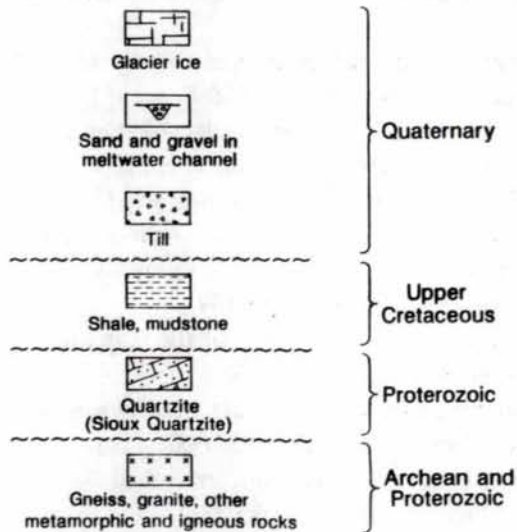 Glacier ice
Sand and gravel in
meltwater channel
Till
Quaternary
Shale, mudstone
Upper
Cretaceous
Quartzite
(Sioux Quartzite)
Proterozoic
Gneiss, granite, other
metamorphic and igneous rocks
Archean and
Proterozoic